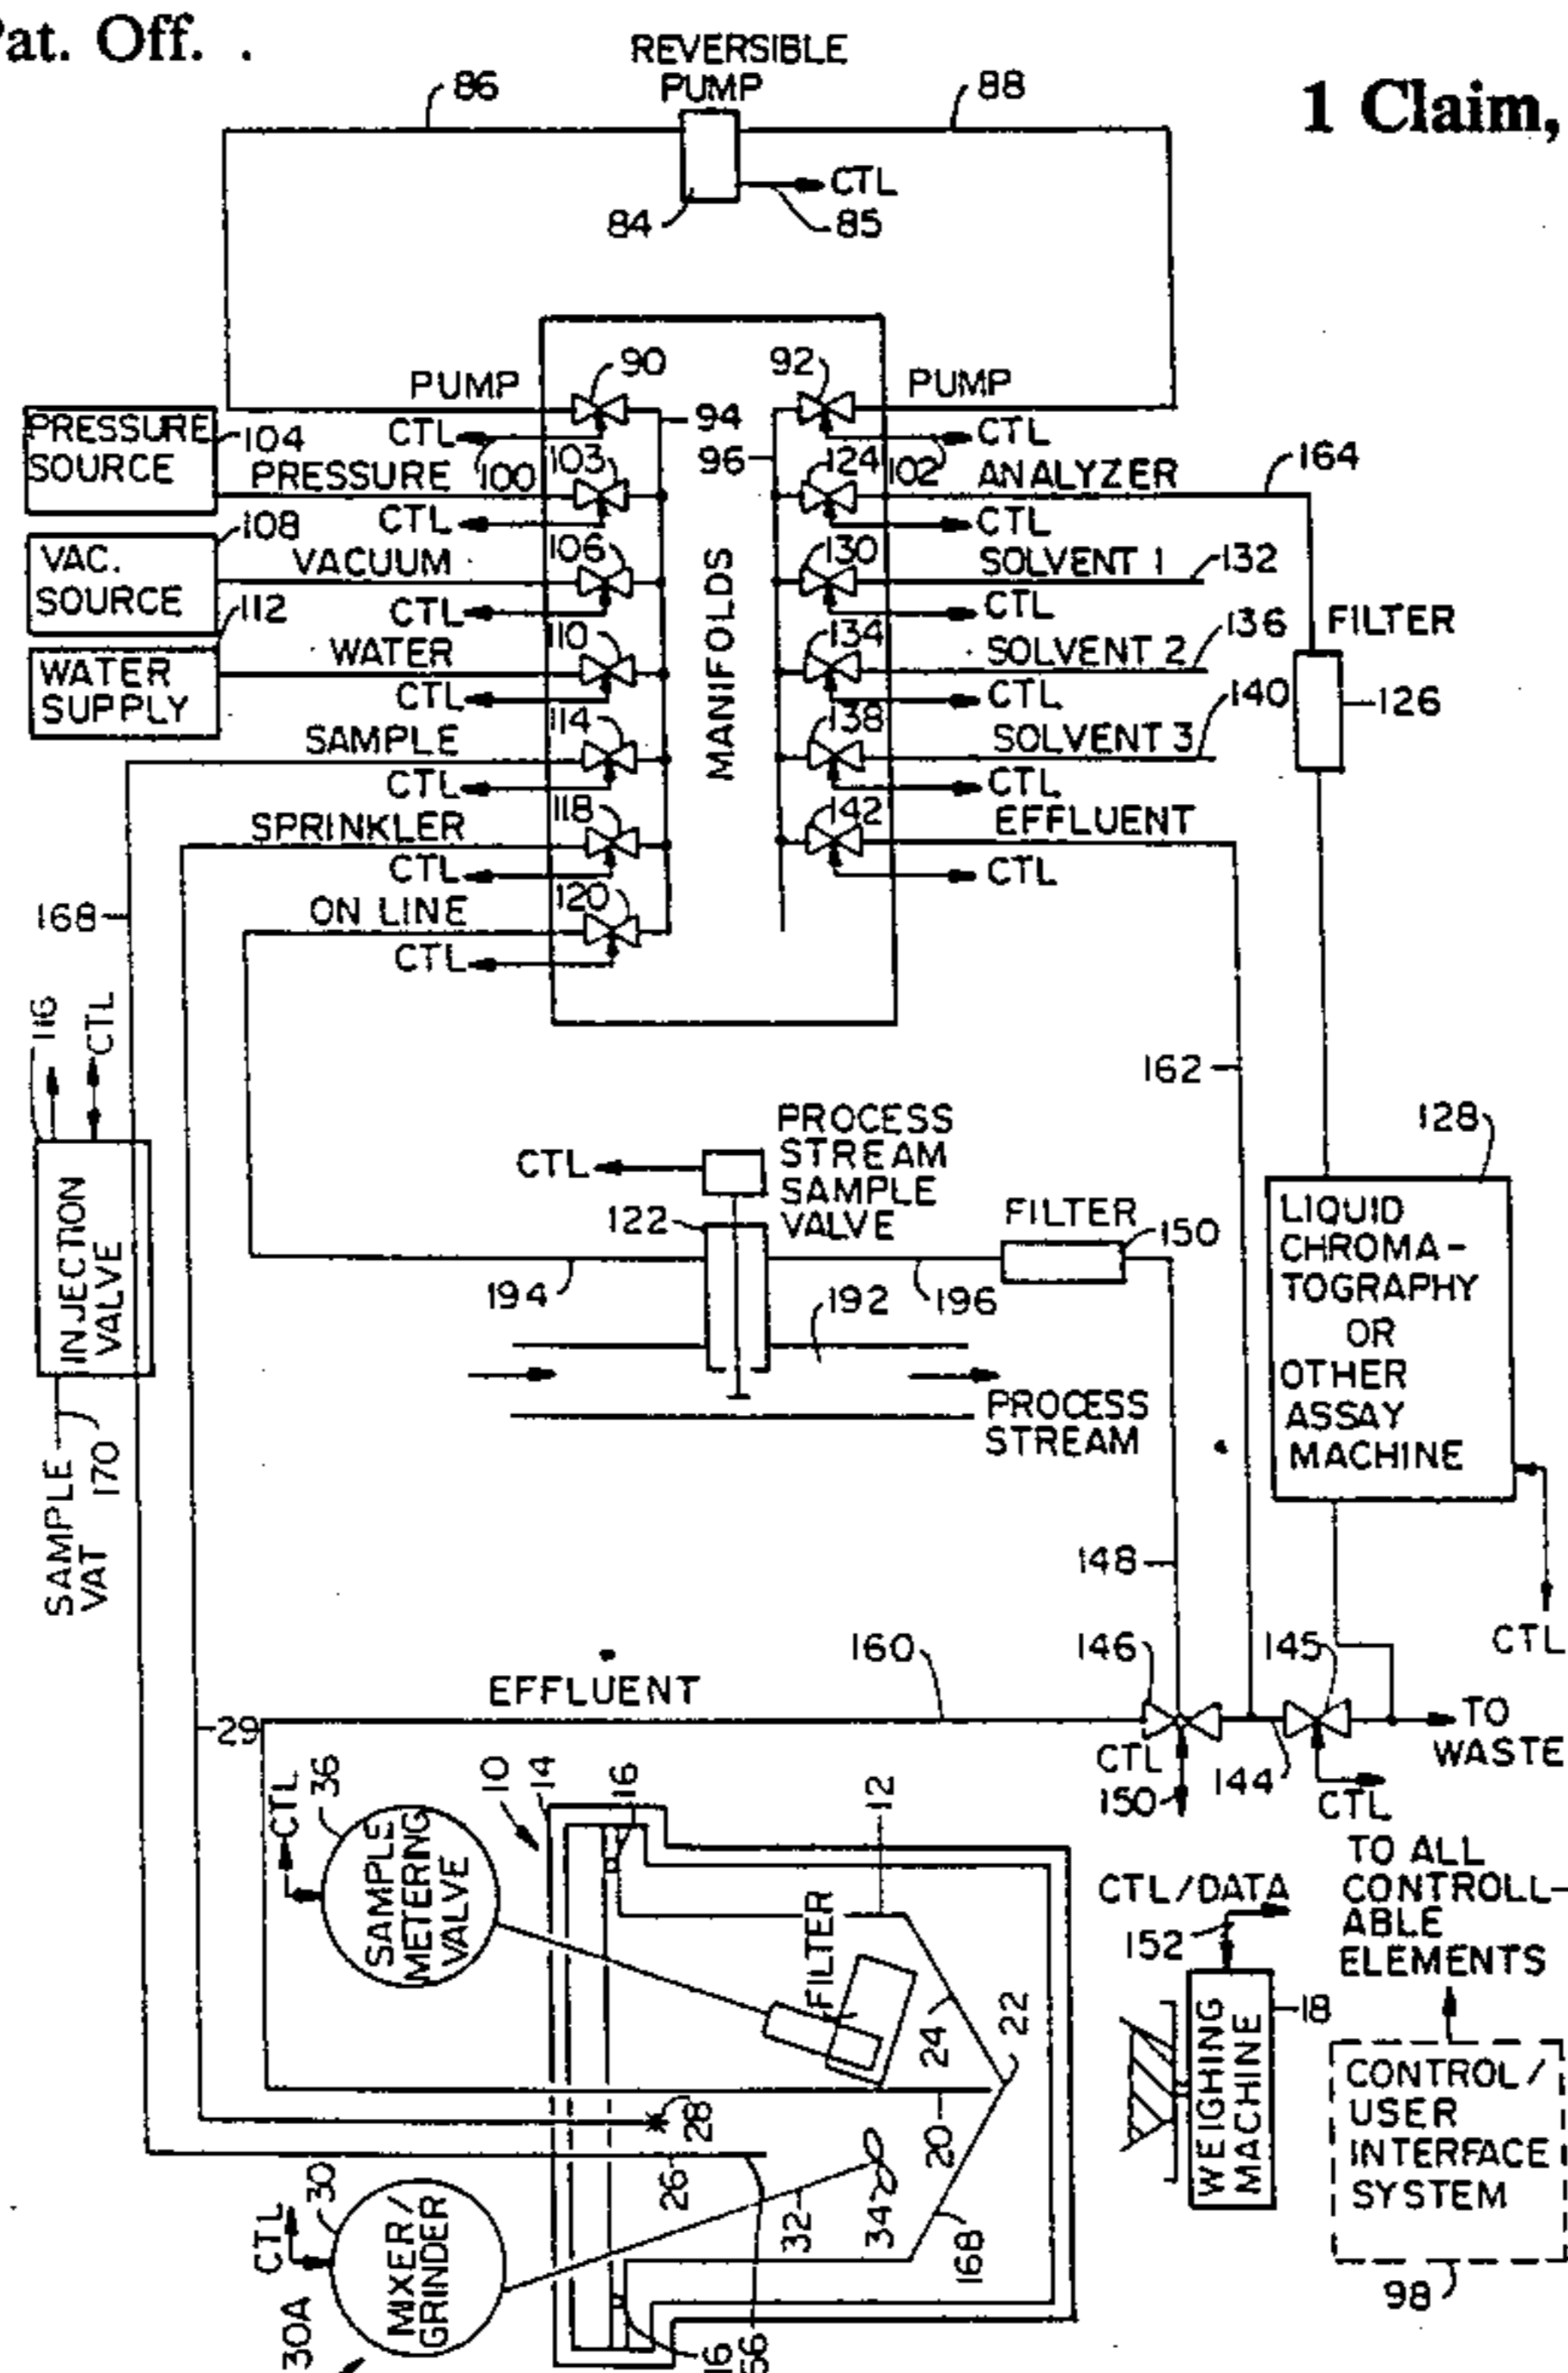 Pat. Off. .
1 Claim,
REVERSIBLE
PUMP
86
88
CTL
84
85
90
92
PUMP
PUMP
94
96
PRESSURE
SOURCE
104
CTL
100
CTL
102
103
124
PRESSURE
ANALYZER
164
CTL
CTL
108
VAC.
SOURCE
106
130
VACUUM
SOLVENT 1
132
CTL
CTL
112
WATER
SUPPLY
110
134
WATER
SOLVENT 2
136
CTL
CTL
FILTER
126
MANIFOLDS
114
138
SAMPLE
SOLVENT 3
140
CTL
CTL
118
142
SPRINKLER
EFFLUENT
CTL
CTL
120
ON LINE
CTL
168
116
CTL
INJECTION
VALVE
170
SAMPLE
VAT
162
PROCESS
STREAM
SAMPLE
VALVE
CTL
122
FILTER
150
194
196
192
PROCESS
STREAM
128
LIQUID
CHROMA-
TOGRAPHY
OR
OTHER
ASSAY
MACHINE
CTL
148
146
145
160
EFFLUENT
TO
WASTE
CTL
150
144
CTL
29
36
CTL
SAMPLE
METERING
VALVE
10
14
16
12
FILTER
24
22
28
20
26
32
34
168
30
CTL
MIXER/
GRINDER
30A
16
66
CTL/DATA
152
WEIGHING
MACHINE
18
TO ALL
CONTROLL-
ABLE
ELEMENTS
CONTROL/
USER
INTERFACE
SYSTEM
98